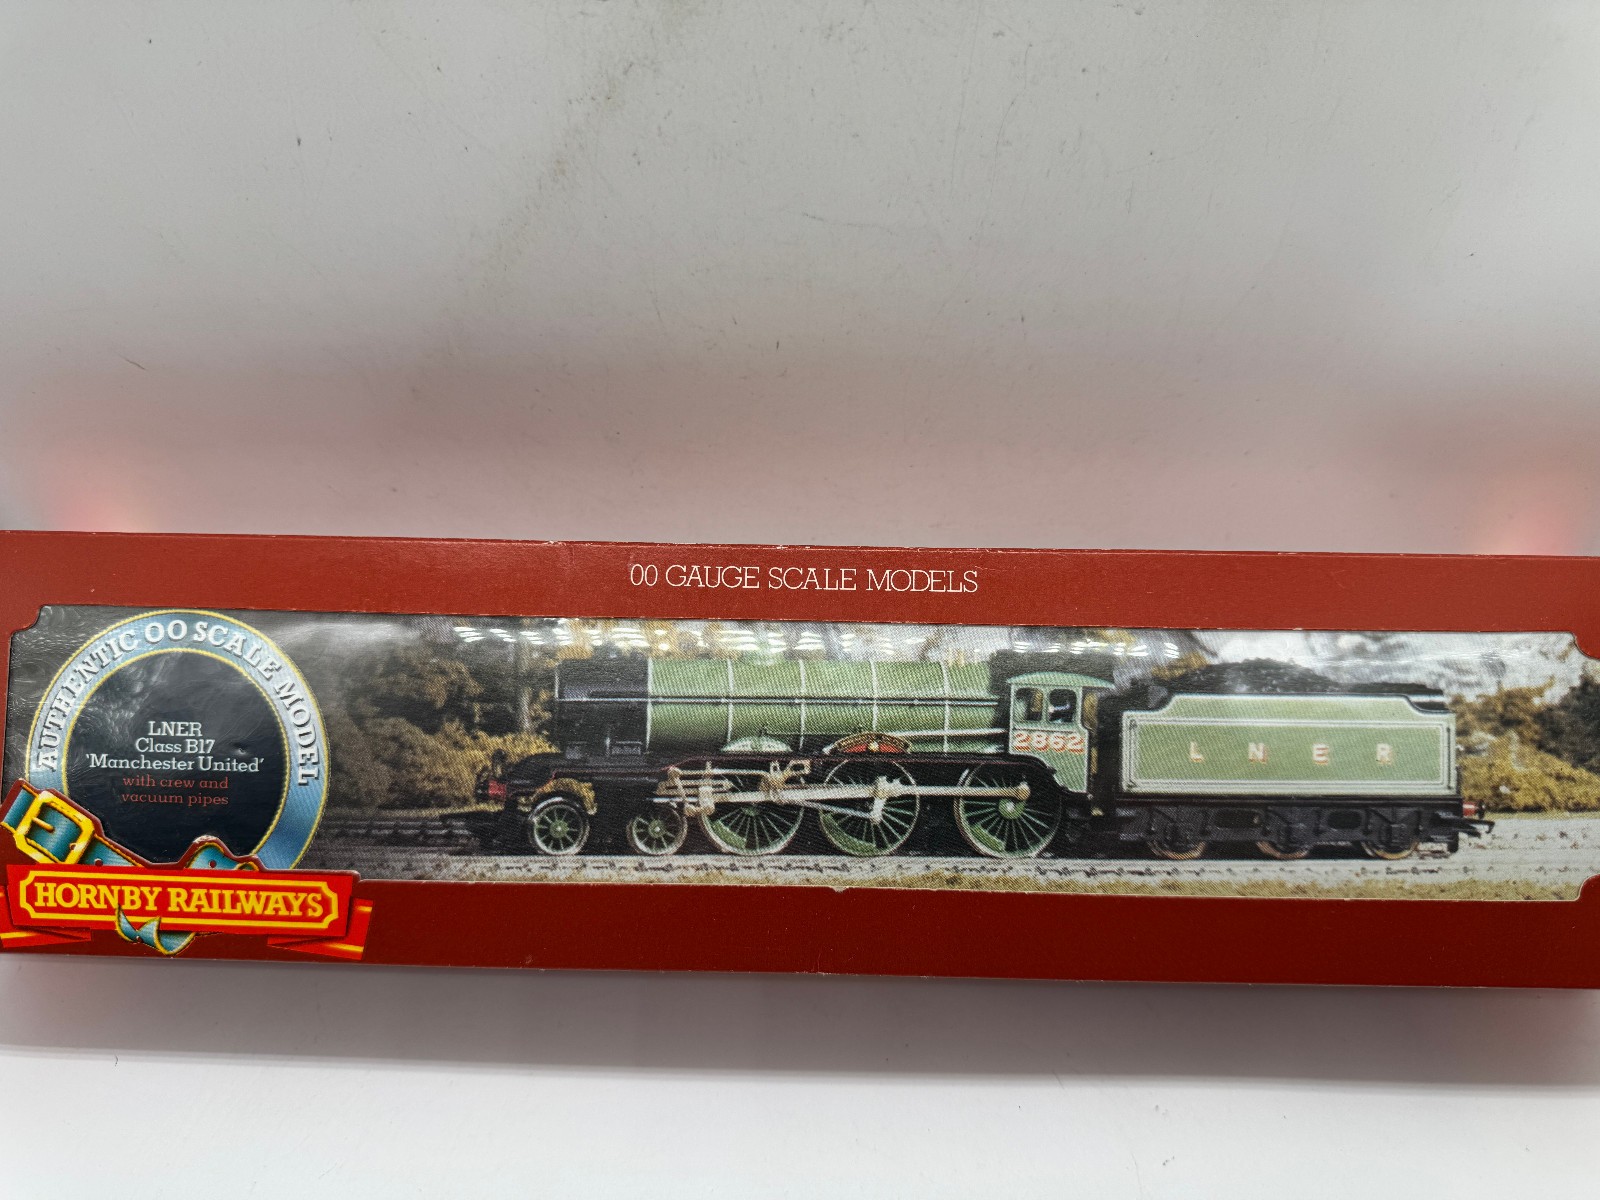 00 GAUGE SCALE MODELS
AUTHENTIC OO SCALE MODEL
LNER
Class B17
'Manchester United'
with crew and
vacuum pipes
HORNBY RAILWAYS
2862
L N E R